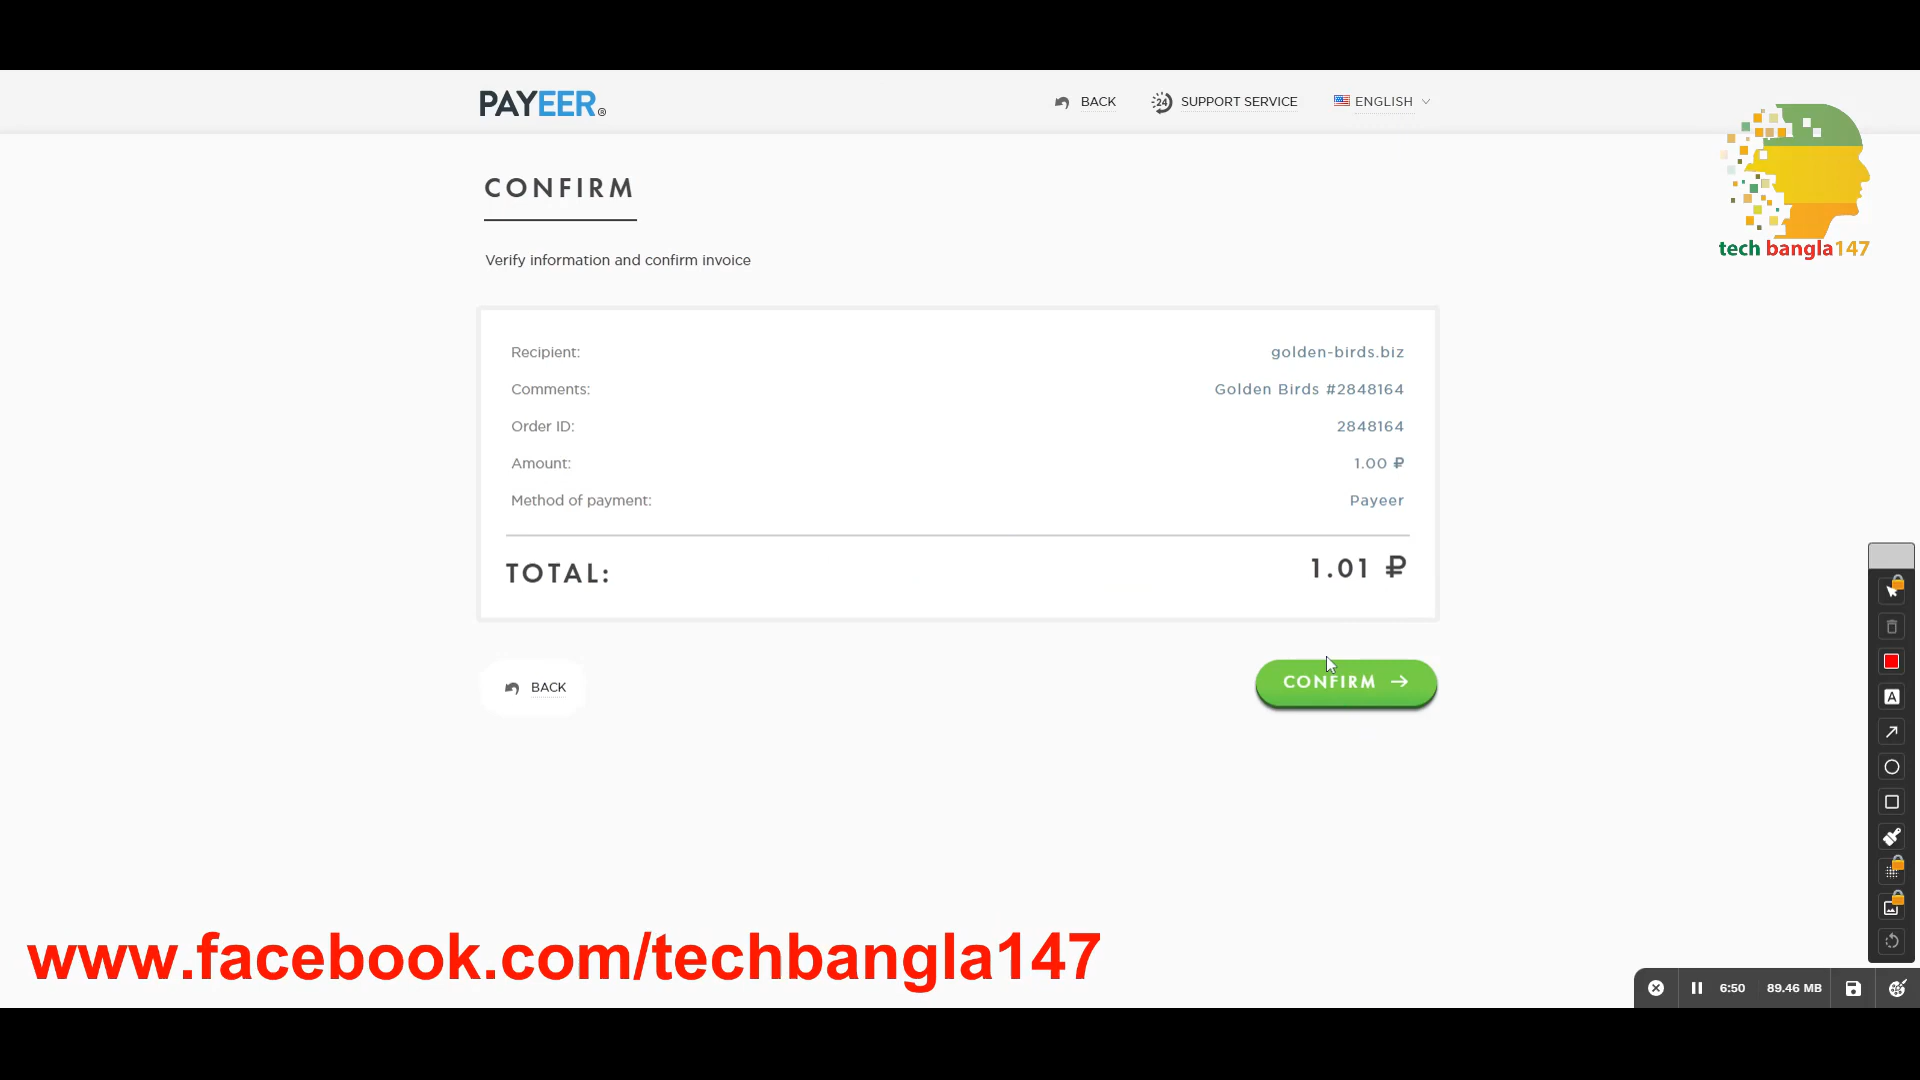 PAYEER®
BACK
24 SUPPORT SERVICE
ENGLISH
tech bangla147
CONFIRM
Verify information and confirm invoice
Recipient: golden-birds.biz
Comments: Golden Birds #2848164
Order ID: 2848164
Amount: 1.00 ₽
Method of payment: Payeer
TOTAL: 1.01 ₽
BACK
CONFIRM →
A
www.facebook.com/techbangla147
6:50 89.46 MB